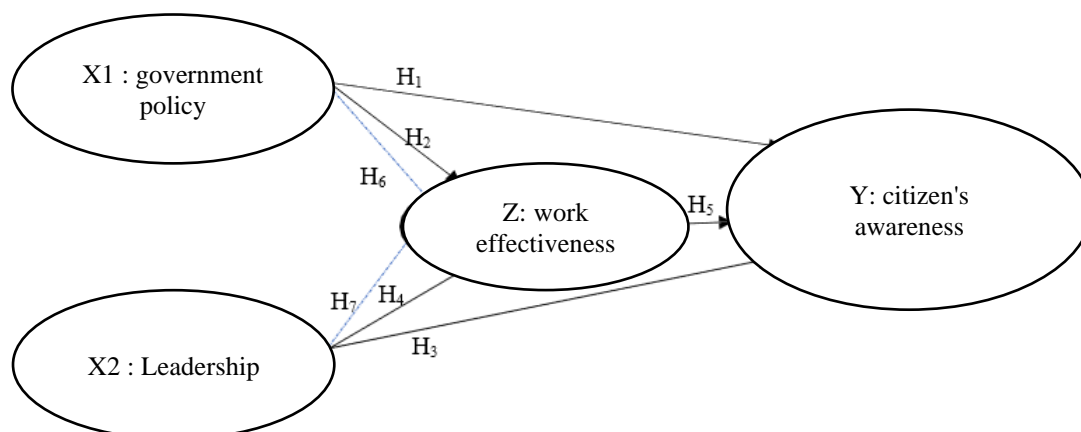 X1 : government
policy
H₁
H₂
H₆
Z: work
effectiveness
H₅
Y: citizen's
awareness
H₇
H₄
H₃
X2 : Leadership